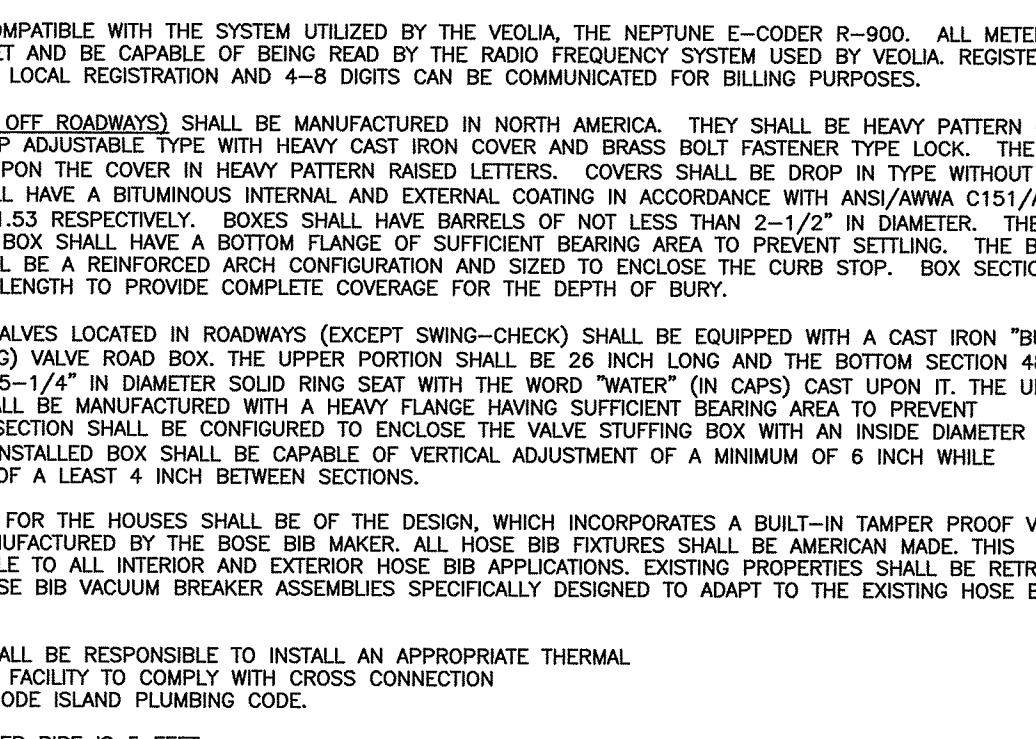 OMPATIBLE WITH THE SYSTEM UTILIZED BY THE VEOLIA, THE NEPTUNE E-CODER R-900. ALL METE
ET AND BE CAPABLE OF BEING READ BY THE RADIO FREQUENCY SYSTEM USED BY VEOLIA. REGISTE
LOCAL REGISTRATION AND 4-8 DIGITS CAN BE COMMUNICATED FOR BILLING PURPOSES.
OFF ROADWAYS) SHALL BE MANUFACTURED IN NORTH AMERICA. THEY SHALL BE HEAVY PATTERN
P ADJUSTABLE TYPE WITH HEAVY CAST IRON COVER AND BRASS BOLT FASTENER TYPE LOCK. THE
PON THE COVER IN HEAVY PATTERN RAISED LETTERS. COVERS SHALL BE DROP IN TYPE WITHOUT
LL HAVE A BITUMINOUS INTERNAL AND EXTERNAL COATING IN ACCORDANCE WITH ANSI/AWWA C151/A
1.53 RESPECTIVELY. BOXES SHALL HAVE BARRELS OF NOT LESS THAN 2-1/2" IN DIAMETER. THE
BOX SHALL HAVE A BOTTOM FLANGE OF SUFFICIENT BEARING AREA TO PREVENT SETTLING. THE B
L BE A REINFORCED ARCH CONFIGURATION AND SIZED TO ENCLOSE THE CURB STOP. BOX SECTIO
LENGTH TO PROVIDE COMPLETE COVERAGE FOR THE DEPTH OF BURY.
ALVES LOCATED IN ROADWAYS (EXCEPT SWING-CHECK) SHALL BE EQUIPPED WITH A CAST IRON "B
G) VALVE ROAD BOX. THE UPPER PORTION SHALL BE 26 INCH LONG AND THE BOTTOM SECTION 4
5-1/4" IN DIAMETER SOLID RING SEAT WITH THE WORD "WATER" (IN CAPS) CAST UPON IT. THE U
ALL BE MANUFACTURED WITH A HEAVY FLANGE HAVING SUFFICIENT BEARING AREA TO PREVENT
SECTION SHALL BE CONFIGURED TO ENCLOSE THE VALVE STUFFING BOX WITH AN INSIDE DIAMETER
NSTALLED BOX SHALL BE CAPABLE OF VERTICAL ADJUSTMENT OF A MINIMUM OF 6 INCH WHILE
OF A LEAST 4 INCH BETWEEN SECTIONS.
FOR THE HOUSES SHALL BE OF THE DESIGN, WHICH INCORPORATES A BUILT-IN TAMPER PROOF V
NUFACTURED BY THE BOSE BIB MAKER. ALL HOSE BIB FIXTURES SHALL BE AMERICAN MADE. THIS
LE TO ALL INTERIOR AND EXTERIOR HOSE BIB APPLICATIONS. EXISTING PROPERTIES SHALL BE RETR
SE BIB VACUUM BREAKER ASSEMBLIES SPECIFICALLY DESIGNED TO ADAPT TO THE EXISTING HOSE B
ALL BE RESPONSIBLE TO INSTALL AN APPROPRIATE THERMAL
FACILITY TO COMPLY WITH CROSS CONNECTION
ODE ISLAND PLUMBING CODE.